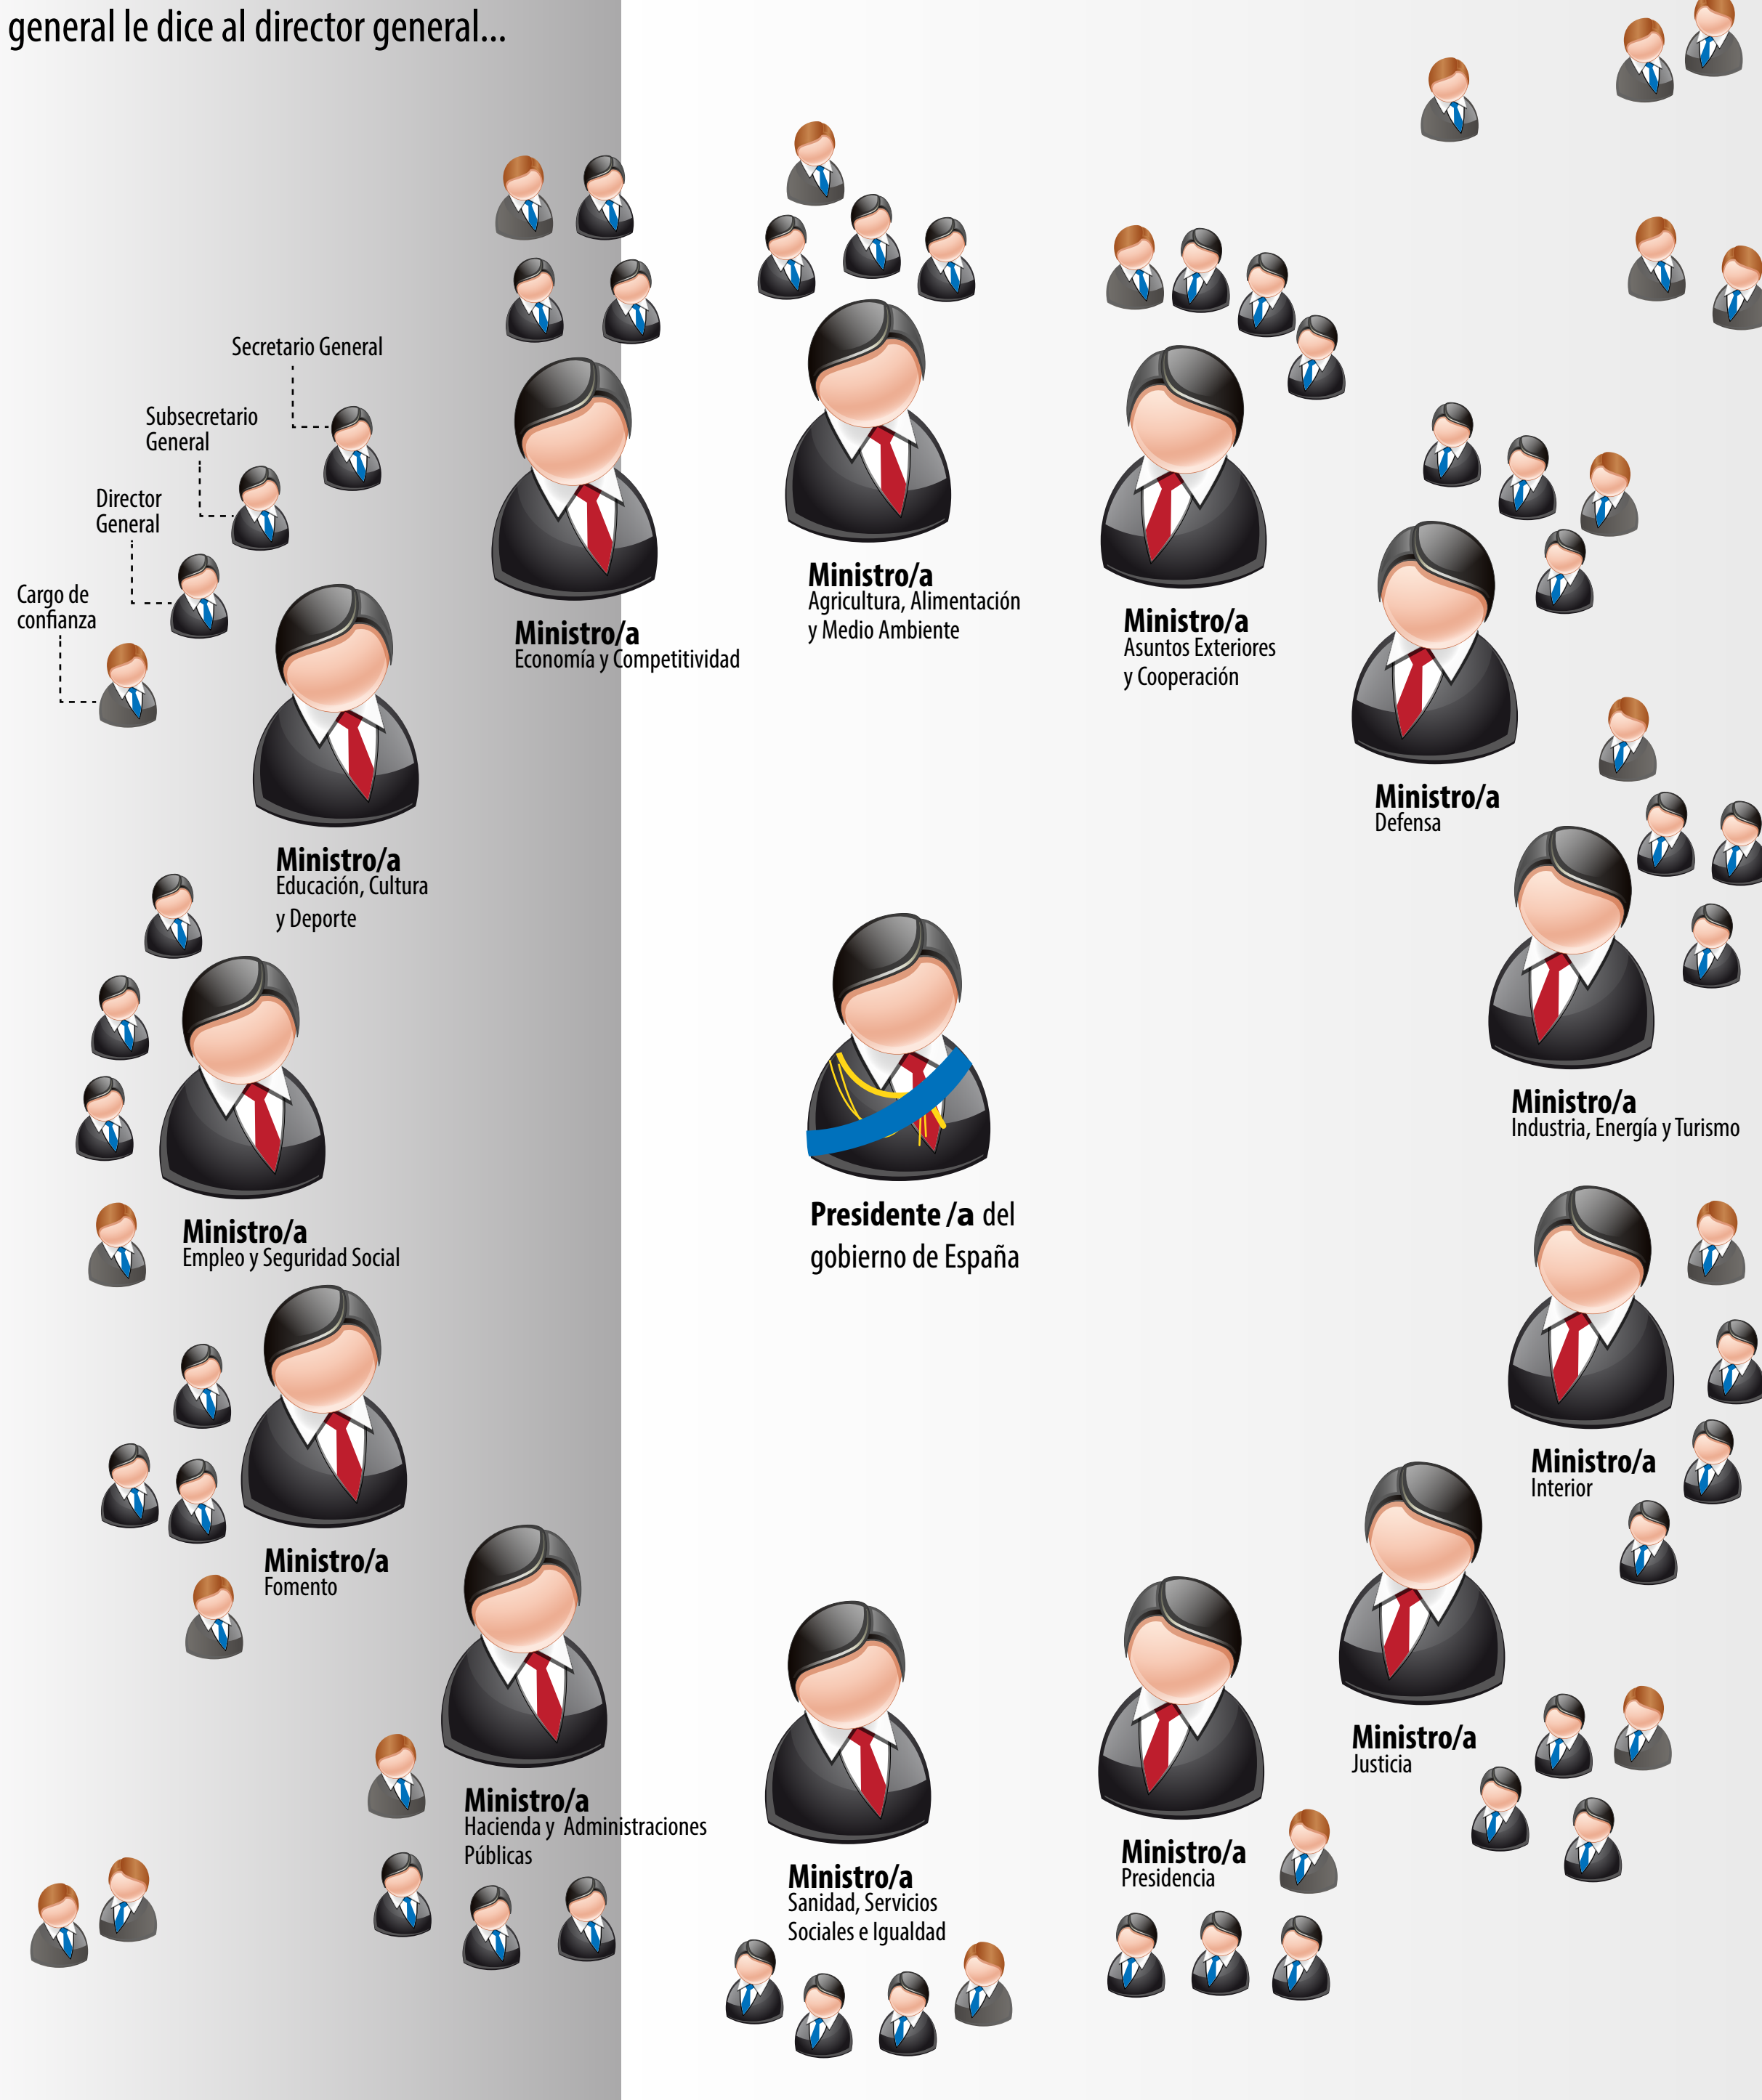 general le dice al director general...
Secretario General
Subsecretario
General
Director
General
Cargo de
confianza
Ministro/a
Economía y Competitividad
Ministro/a
Agricultura, Alimentación
y Medio Ambiente
Ministro/a
Asuntos Exteriores
y Cooperación
Ministro/a
Defensa
Ministro/a
Educación, Cultura
y Deporte
Ministro/a
Industria, Energía y Turismo
Presidente /a del
gobierno de España
Ministro/a
Empleo y Seguridad Social
Ministro/a
Interior
Ministro/a
Fomento
Ministro/a
Justicia
Ministro/a
Hacienda y  Administraciones
Públicas
Ministro/a
Sanidad, Servicios
Sociales e Igualdad
Ministro/a
Presidencia